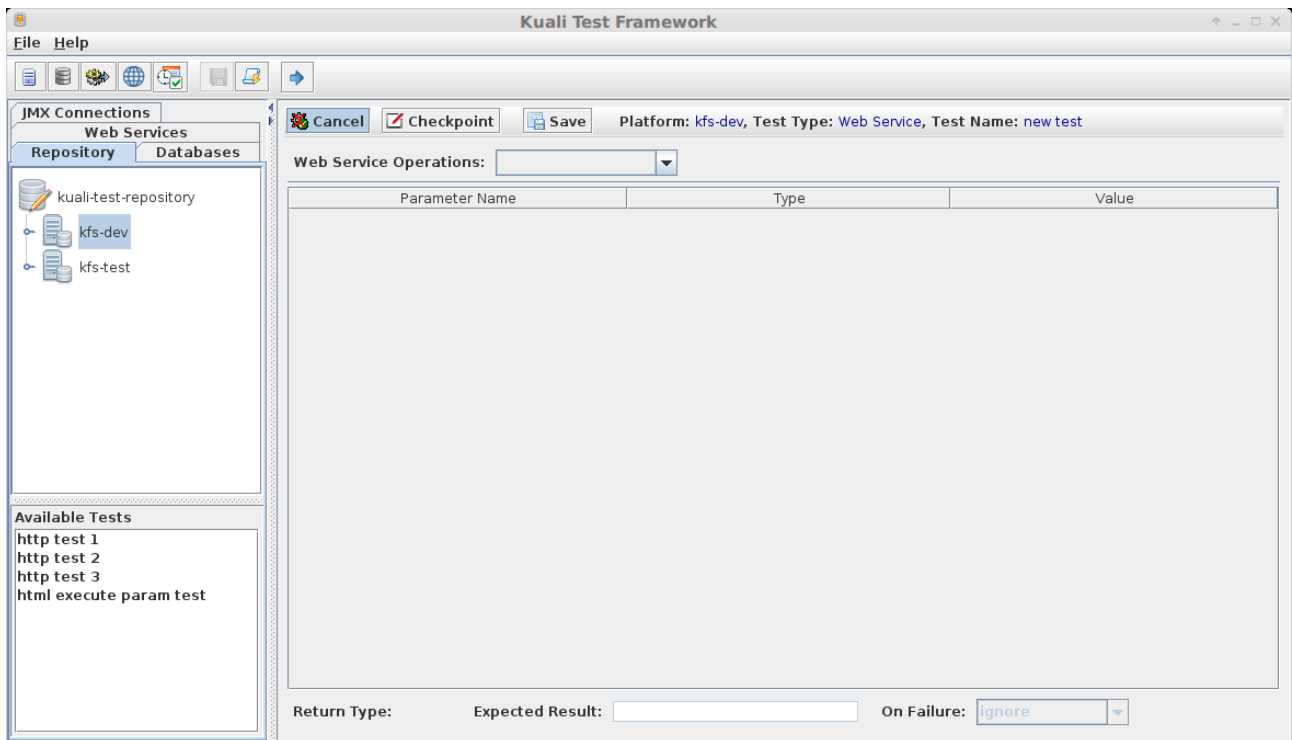 Kuali Test Framework
File Help
JMX Connections
Web Services
Repository Databases
kuali-test-repository
kfs-dev
kfs-test
Available Tests
http test 1
http test 2
http test 3
html execute param test
Cancel Checkpoint Save Platform: kfs-dev, Test Type: Web Service, Test Name: new test
Web Service Operations:
Parameter Name Type Value
Return Type: Expected Result: On Failure: ignore